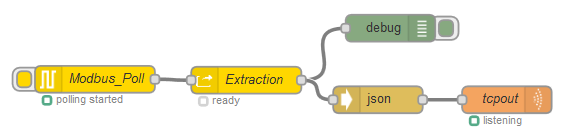 debug
Modbus_Poll
Extraction
polling started
ready
json
tcpout
listening